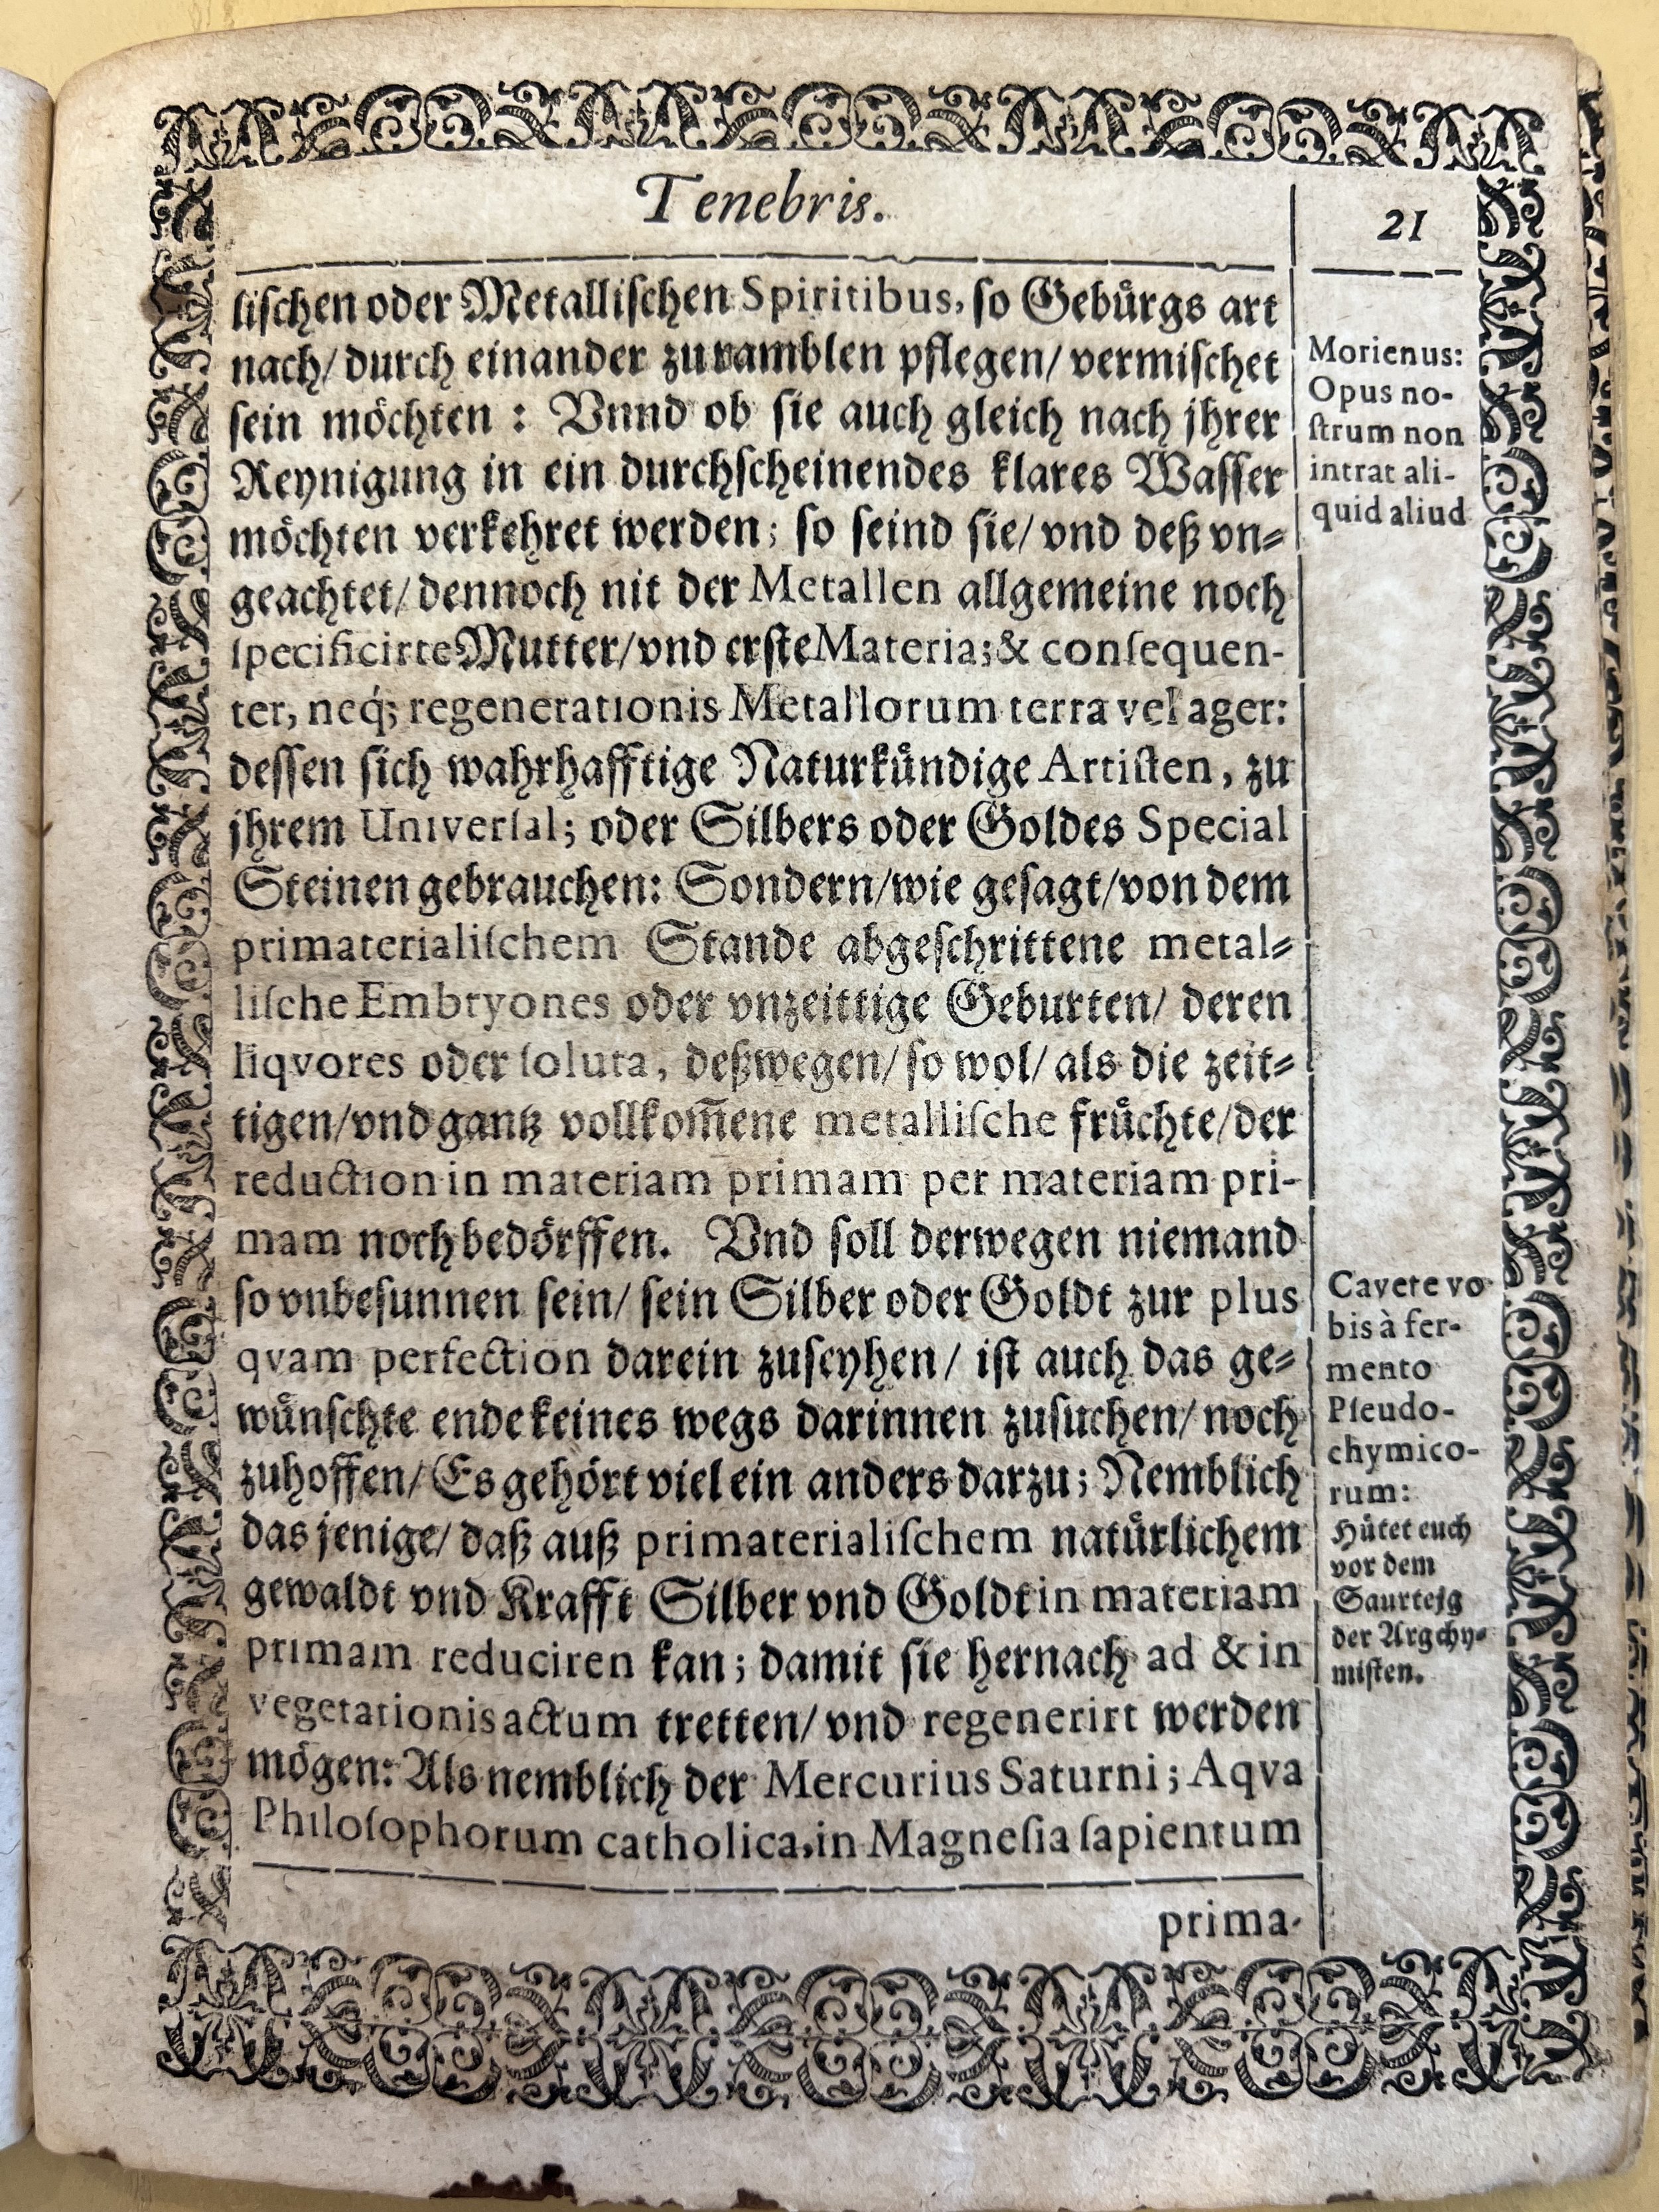 Tenebris.
21
lischen oder Metallischen Spiritibus, so Gebürgs art
nach/ durch einander zuramblen pflegen/ vermischet
sein möchten : Vnnd ob sie auch gleich nach jhrer
Reynigung in ein durchscheinendes klares Wasser
möchten verkehret werden; so seind sie/ vnd deß vn-
geachtet/ dennoch nit der Metallen allgemeine noch
specificirte Mutter/ vnd erste Materia; & consequen-
ter, neq́; regenerationis Metallorum terra vel ager:
dessen sich wahrhafftige Naturkündige Artisten, zu
jhrem Universal; oder Silbers oder Goldes Special
Steinen gebrauchen: Sondern/ wie gesagt/ von dem
primaterialischem Stande abgeschrittene metal-
lische Embryones oder vnzeittige Geburten/ deren
liqvores oder soluta, deßwegen/ so wol/ als die zeit-
tigen/ vnd gantz vollkom̃ene metallische früchte/ der
reduction in materiam primam per materiam pri-
mam noch bedörffen. Vnd soll derwegen niemand
so vnbesunnen sein/ sein Silber oder Goldt zur plus
qvam perfection darein zuseyhen/ ist auch das ge-
wünschte ende keines wegs darinnen zusuchen/ noch
zuhoffen/ Es gehört viel ein anders darzu; Nemblich
das jenige/ daß auß primaterialischem natürlichem
gewaldt vnd Krafft Silber vnd Goldt in materiam
primam reduciren kan; damit sie hernach ad & in
vegetationis actum tretten/ vnd regenerirt werden
mögen: Als nemblich der Mercurius Saturni; Aqva
Philosophorum catholica, in Magnesia sapientum
prima-
Morienus:
Opus no-
strum non
intrat ali-
quid aliud
Cavete vo
bis à fer-
mento
Pseudo-
chymico-
rum:
Hütet euch
vor dem
Saurtejg
der Argchy-
misten.